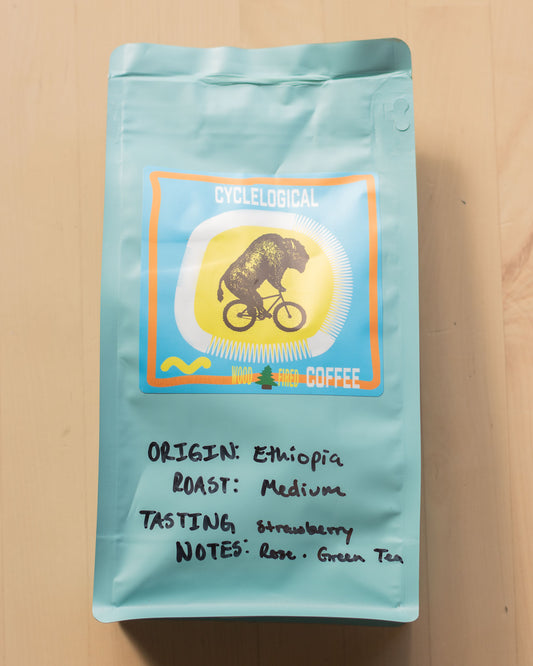 CYCLELOGICAL
WOOD FIRED COFFEE
ORIGIN: Ethiopia
ROAST: Medium
TASTING Strawberry
NOTES: Rose . Green Tea